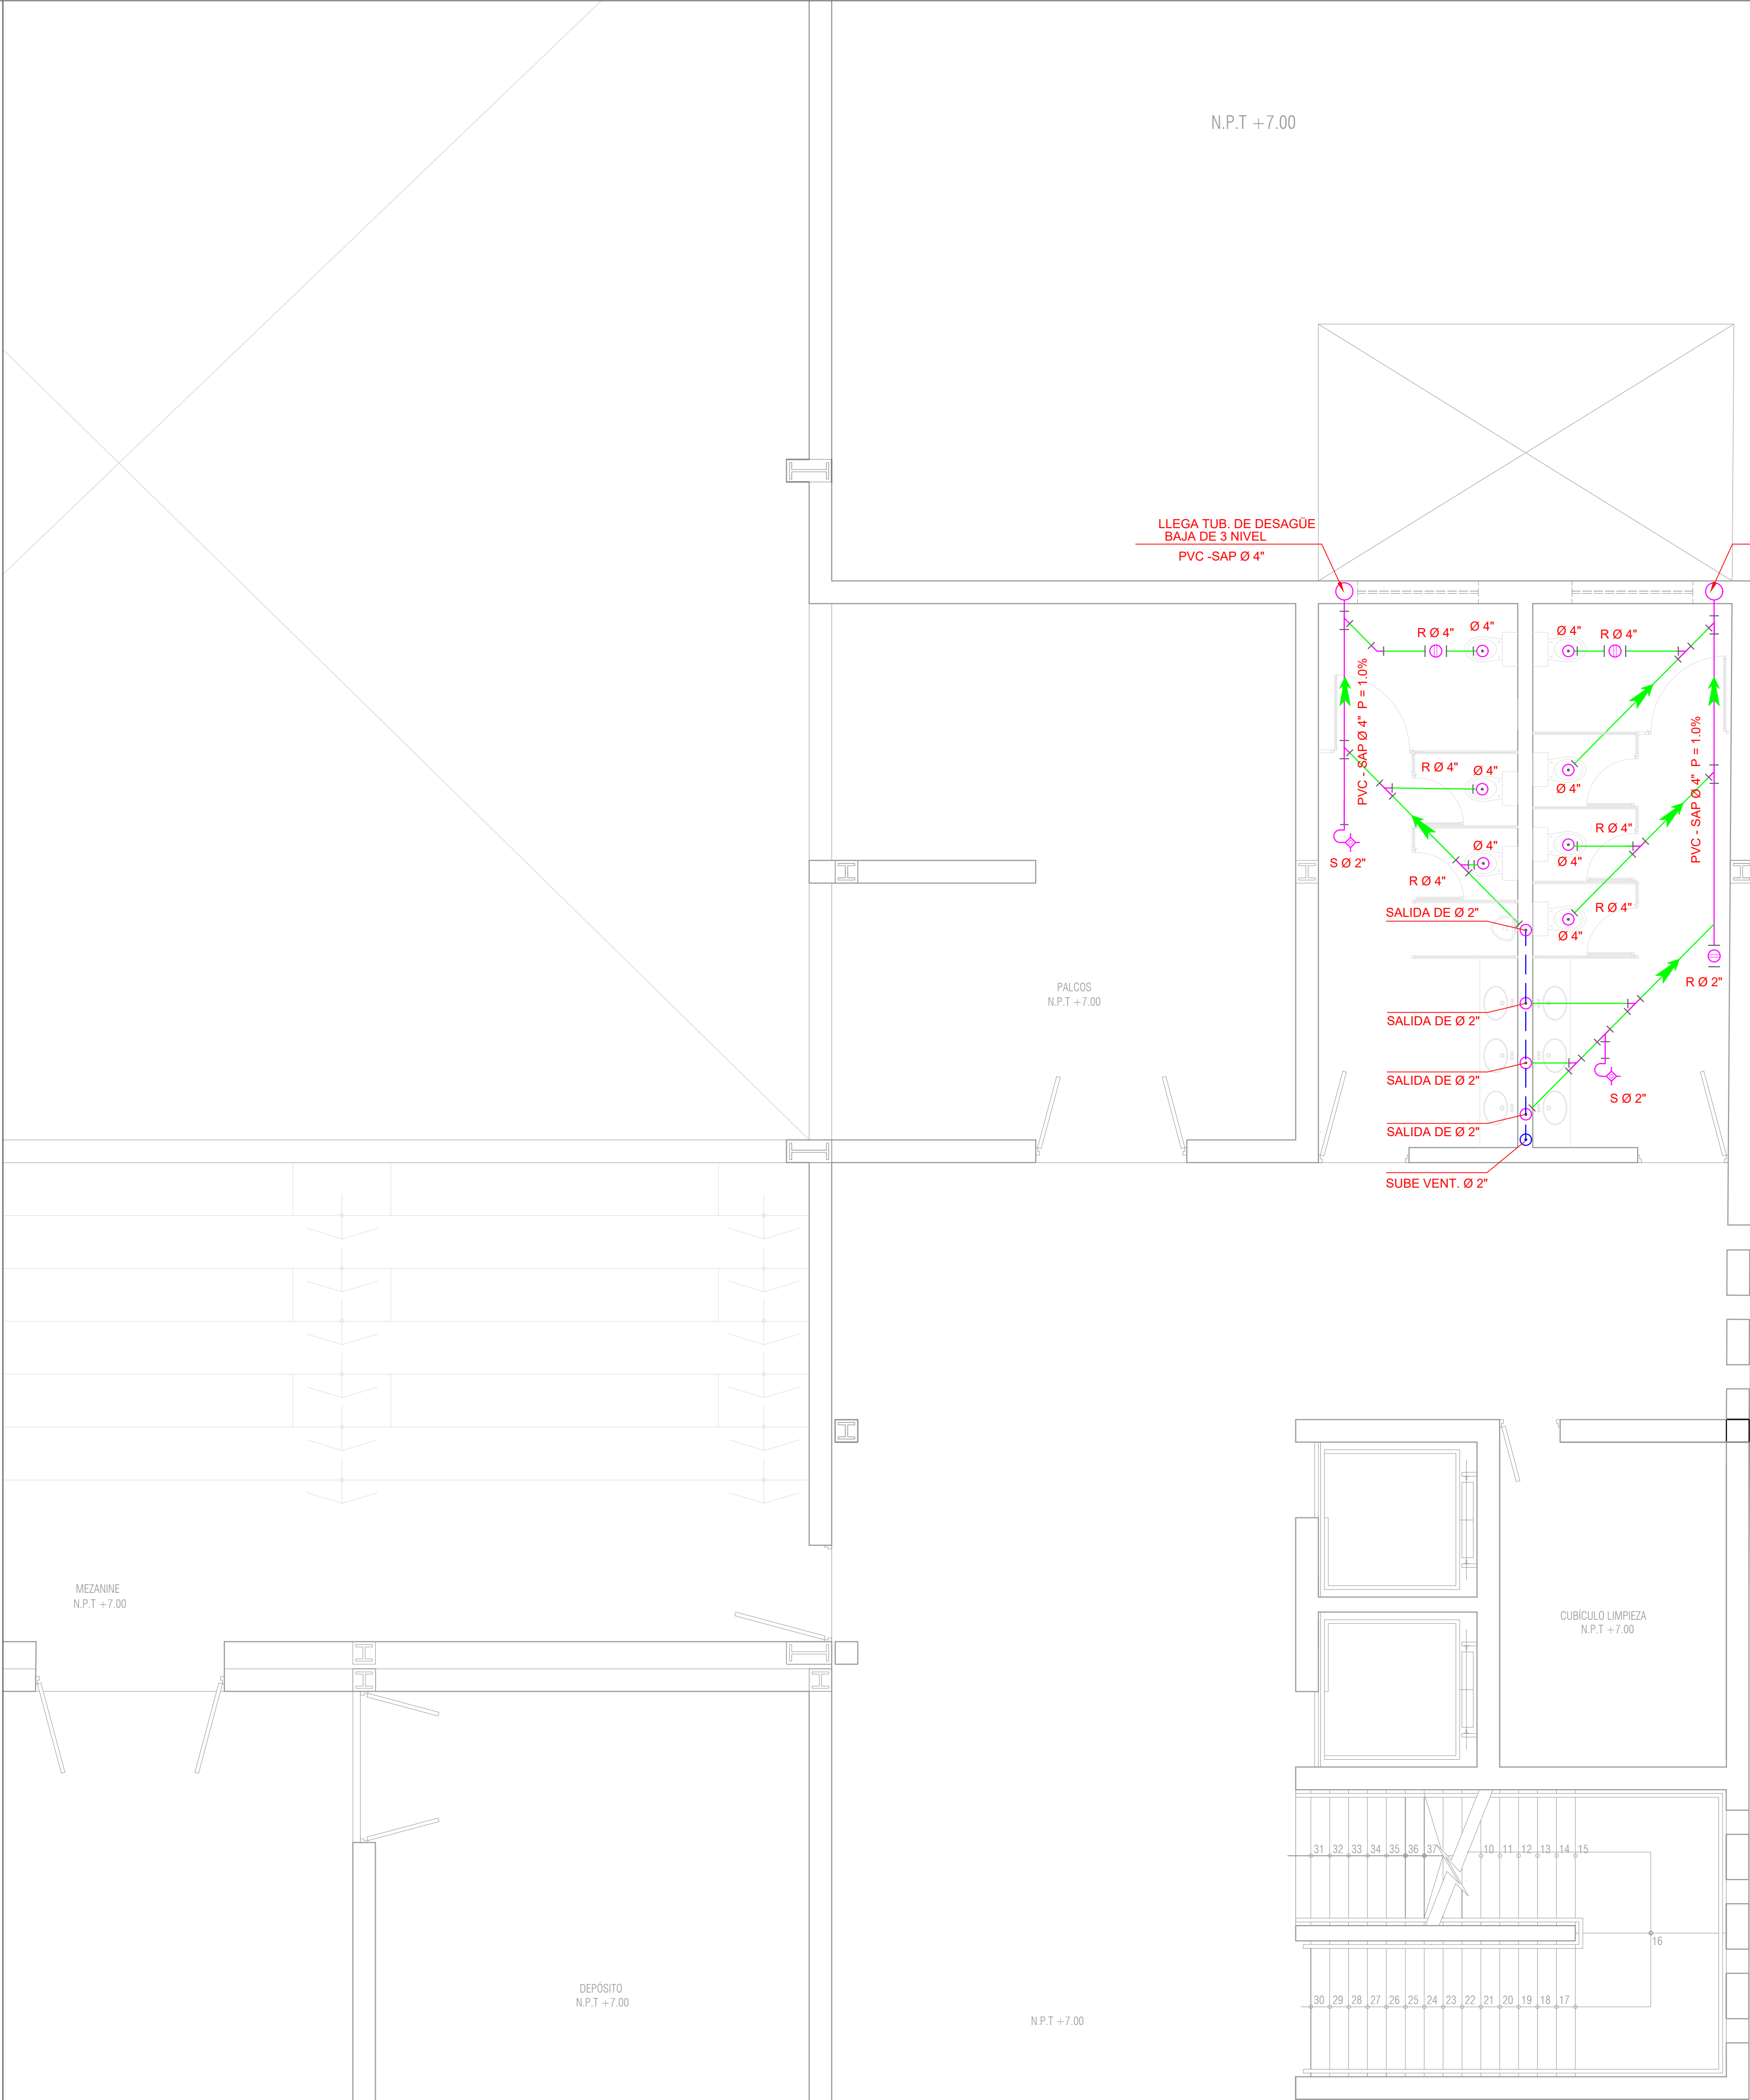 N.P.T +7.00
LLEGA TUB. DE DESAGÜE
BAJA DE 3 NIVEL
PVC -SAP Ø 4"
R Ø 4"
Ø 4"
Ø 4"
R Ø 4"
PVC - SAP Ø 4" P = 1.0%
PVC - SAP Ø 4" P = 1.0%
R Ø 4"
Ø 4"
Ø 4"
S Ø 2"
Ø 4"
R Ø 4"
R Ø 4"
Ø 4"
R Ø 4"
Ø 4"
SALIDA DE Ø 2"
R Ø 2"
PALCOS
N.P.T +7.00
SALIDA DE Ø 2"
SALIDA DE Ø 2"
S Ø 2"
SALIDA DE Ø 2"
SUBE VENT. Ø 2"
MEZANINE
N.P.T +7.00
CUBÍCULO LIMPIEZA
N.P.T +7.00
31 32 33 34 35 36 37 10 11 12 13 14 15
16
30 29 28 27 26 25 24 23 22 21 20 19 18 17
DEPÓSITO
N.P.T +7.00
N.P.T +7.00